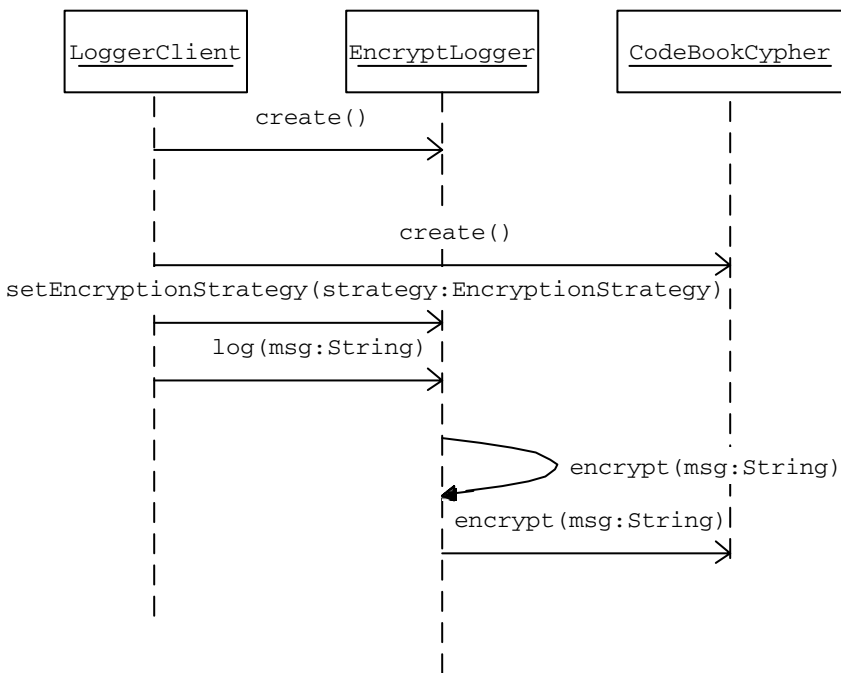 LoggerClient
EncryptLogger
CodeBookCypher
create()
create()
setEncryptionStrategy(strategy:EncryptionStrategy)
log(msg:String)
encrypt(msg:String)
encrypt(msg:String)